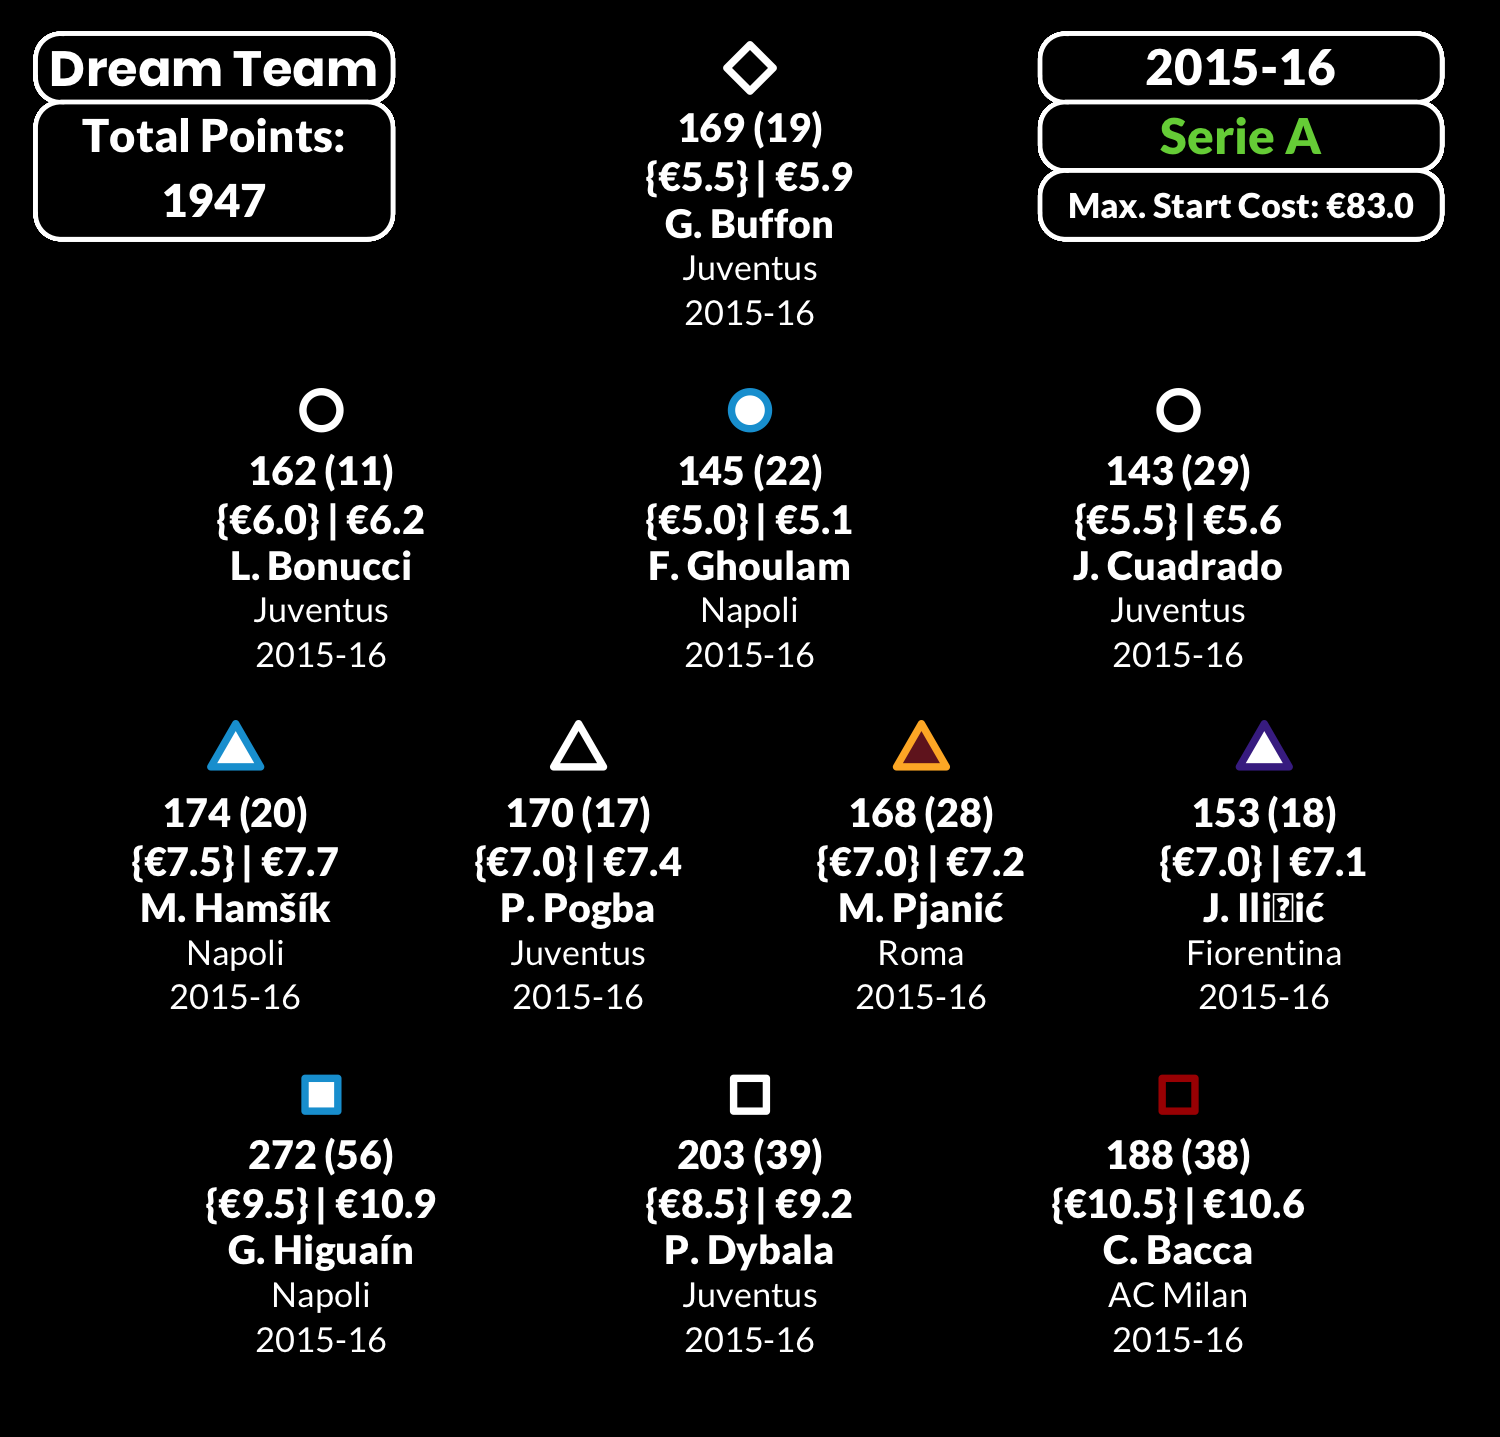 Dream Team
Total Points:
1947
2015-16
Serie A
Max. Start Cost: €83.0
169 (19)
{€5.5} | €5.9
G. Buffon
Juventus
2015-16
162 (11)
{€6.0} | €6.2
L. Bonucci
Juventus
2015-16
145 (22)
{€5.0} | €5.1
F. Ghoulam
Napoli
2015-16
143 (29)
{€5.5} | €5.6
J. Cuadrado
Juventus
2015-16
174 (20)
{€7.5} | €7.7
M. Hamšík
Napoli
2015-16
170 (17)
{€7.0} | €7.4
P. Pogba
Juventus
2015-16
168 (28)
{€7.0} | €7.2
M. Pjanić
Roma
2015-16
153 (18)
{€7.0} | €7.1
J. Ili�ić
Fiorentina
2015-16
272 (56)
{€9.5} | €10.9
G. Higuaín
Napoli
2015-16
203 (39)
{€8.5} | €9.2
P. Dybala
Juventus
2015-16
188 (38)
{€10.5} | €10.6
C. Bacca
AC Milan
2015-16